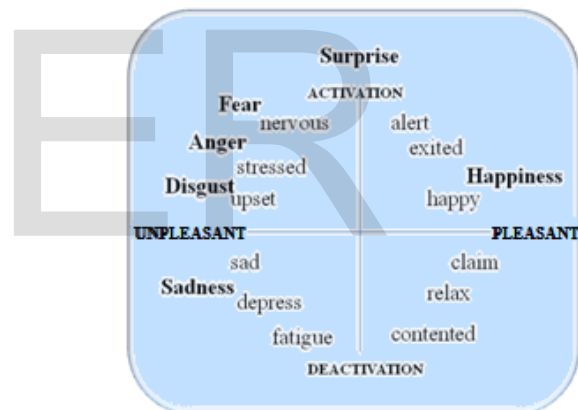 ER
Surprise
ACTIVATION
Fear
nervous
alert
Anger
exited
stressed
Happiness
Disgust
upset
happy
UNPLEASANT
PLEASANT
sad
claim
Sadness
relax
depress
fatigue
contented
DEACTIVATION